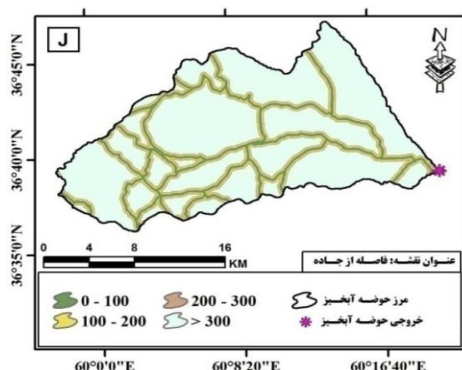 J
N
36°45'0"N
36°40'0"N
36°35'0"N
0 4 8 16
KM
عنوان نقشه: فاصله از جاده
0 - 100
200 - 300
مرز حوضه آبخیز
100 - 200
> 300
خروجی حوضه آبخیز
60°0'0"E
60°8'20"E
60°16'40"E